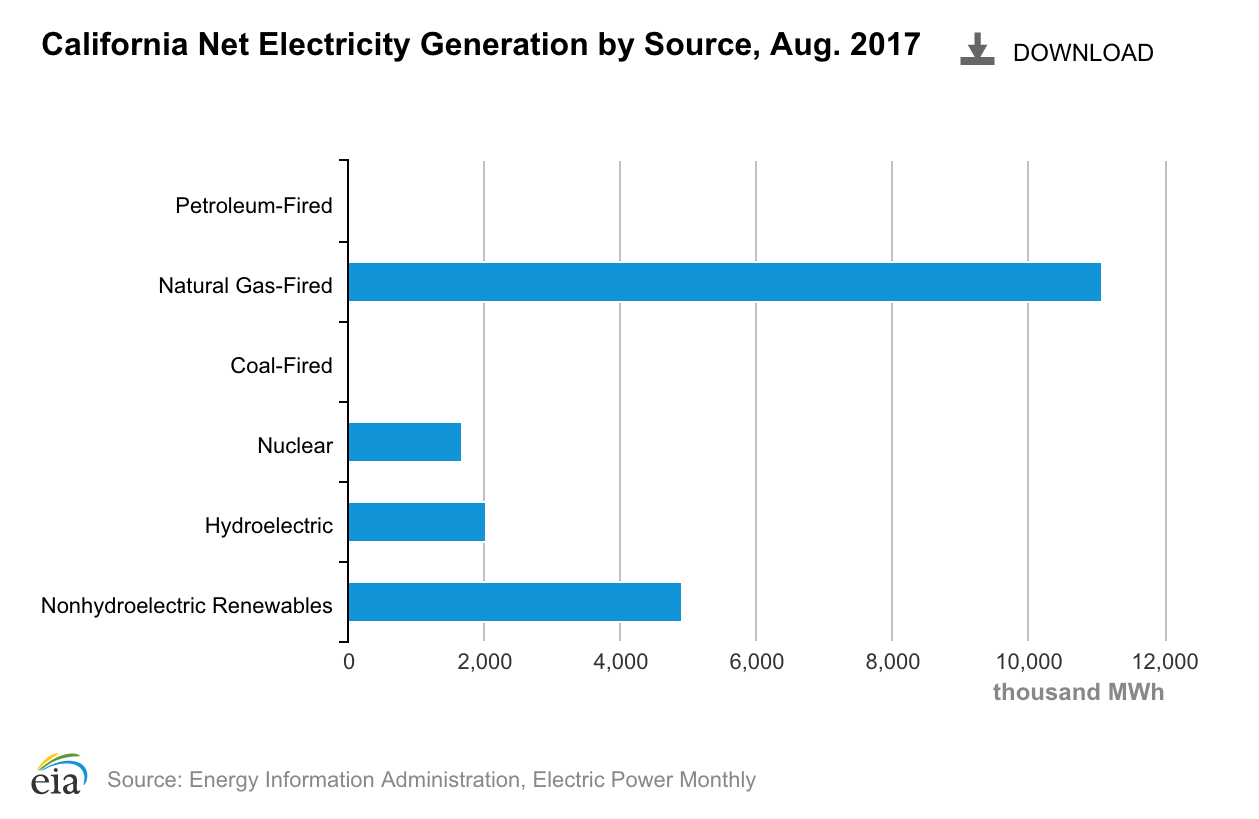 California Net Electricity Generation by Source, Aug. 2017
DOWNLOAD
Petroleum-Fired
Natural Gas-Fired
Coal-Fired
Nuclear
Hydroelectric
Nonhydroelectric Renewables
0 2,000 4,000 6,000 8,000 10,000 12,000
thousand MWh
eia
Source: Energy Information Administration, Electric Power Monthly